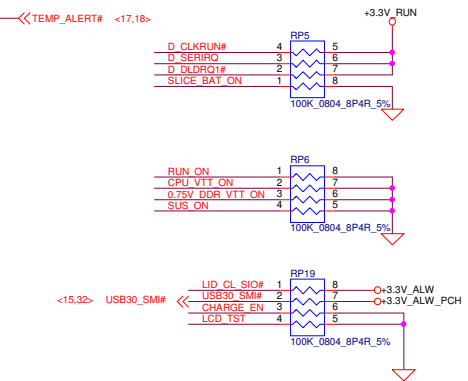 TEMP_ALERT# <17,18>
+3.3V_RUN
RP5
D_CLKRUN# 4 5
D_SERIRQ 3 6
D_DLDRQ1# 2 7
SLICE_BAT_ON 1 8
100K_0804_8P4R_5%
RP6
RUN_ON 1 8
CPU_VTT_ON 2 7
0.75V_DDR_VTT_ON 3 6
SUS_ON 4 5
100K_0804_8P4R_5%
RP19
LID_CL_SIO# 1 8 +3.3V_ALW
<15,32> USB30_SMI# USB30_SMI# 2 7 +3.3V_ALW_PCH
CHARGE_EN 3 6
LCD_TST 4 5
100K_0804_8P4R_5%